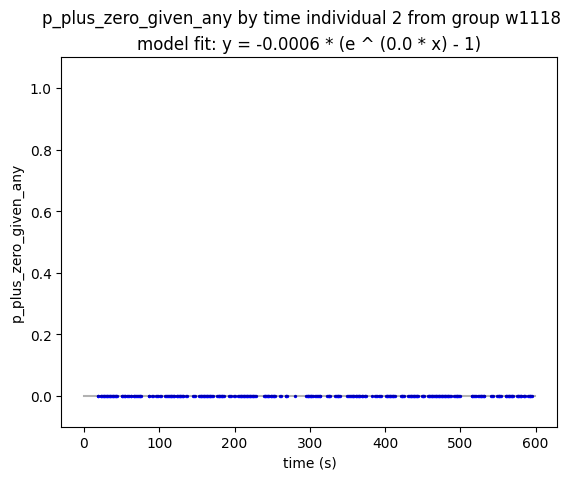 p_plus_zero_given_any by time individual 2 from group w1118
model fit: y = -0.0006 * (e ^ (0.0 * x) - 1)
p_plus_zero_given_any
1.0
0.8
0.6
0.4
0.2
0.0
0 100 200 300 400 500 600
time (s)